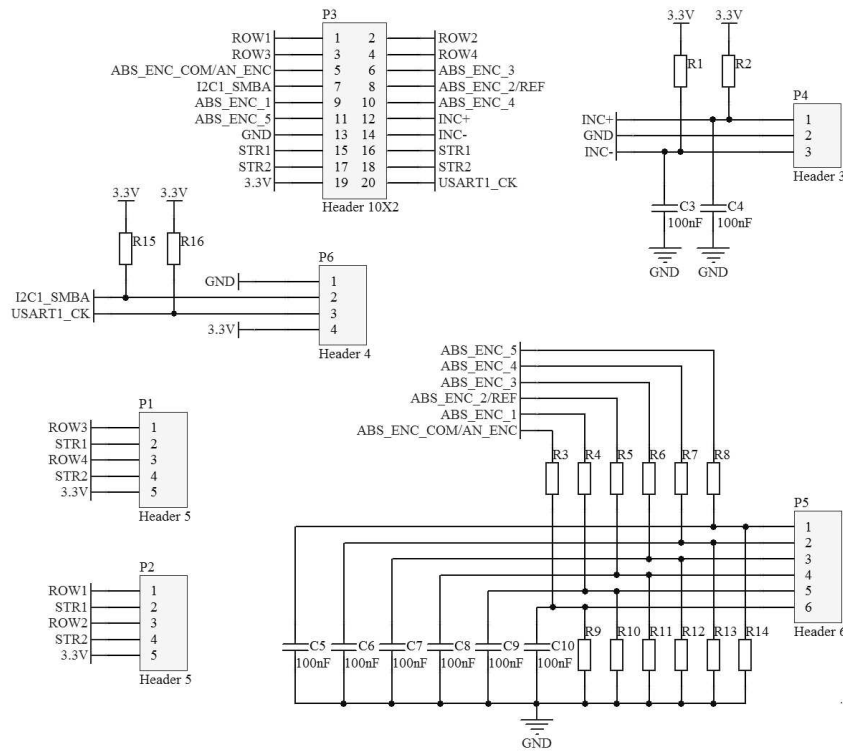 P3
ROW1 1 2 ROW2
ROW3 3 4 ROW4
ABS_ENC_COM/AN_ENC 5 6 ABS_ENC_3
I2C1_SMBA 7 8 ABS_ENC_2/REF
ABS_ENC_1 9 10 ABS_ENC_4
ABS_ENC_5 11 12 INC+
GND 13 14 INC-
STR1 15 16 STR1
STR2 17 18 STR2
3.3V 19 20 USART1_CK
Header 10X2
3.3V 3.3V
R1 R2
P4
INC+ 1
GND 2
INC- 3
Header 3
C3 C4
100nF 100nF
GND GND
3.3V 3.3V
R15 R16
P6
GND 1
I2C1_SMBA 2
USART1_CK 3
3.3V 4
Header 4
P1
ROW3 1
STR1 2
ROW4 3
STR2 4
3.3V 5
Header 5
P2
ROW1 1
STR1 2
ROW2 3
STR2 4
3.3V 5
Header 5
ABS_ENC_5
ABS_ENC_4
ABS_ENC_3
ABS_ENC_2/REF
ABS_ENC_1
ABS_ENC_COM/AN_ENC
R3 R4 R5 R6 R7 R8
P5
1
2
3
4
5
6
Header 6
C5 C6 C7 C8 C9 C10 R9 R10 R11 R12 R13 R14
100nF 100nF 100nF 100nF 100nF 100nF
GND